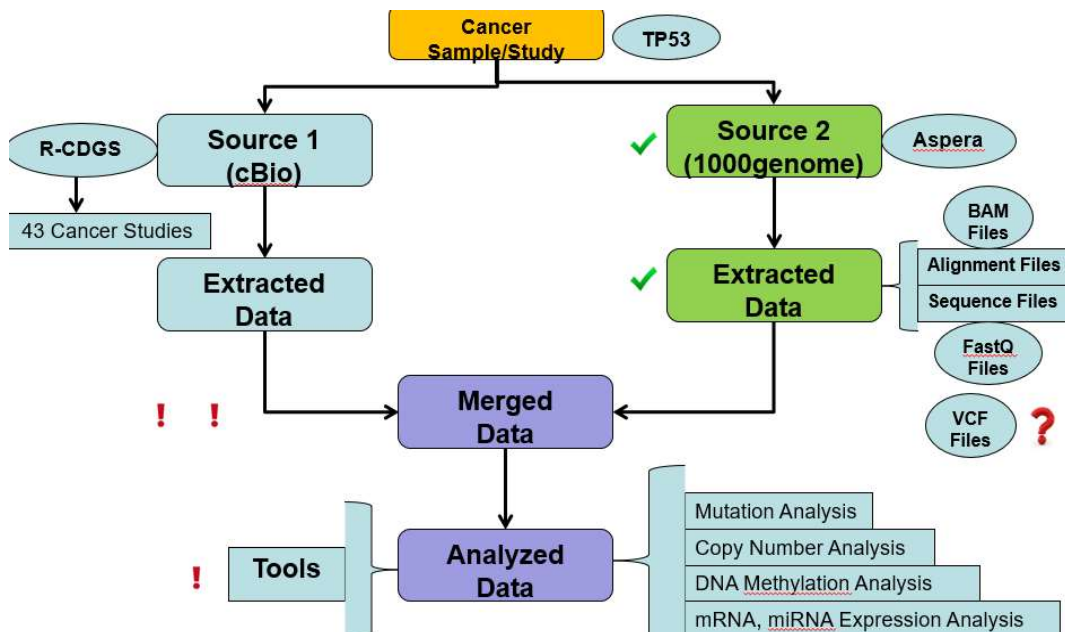 Cancer
Sample/Study
TP53
R-CDGS
Source 1
(cBio)
Source 2
(1000genome)
Aspera
43 Cancer Studies
BAM
Files
Extracted
Data
Extracted
Data
Alignment Files
Sequence Files
FastQ
Files
! !
Merged
Data
VCF
Files
?
Mutation Analysis
! Tools
Analyzed
Data
Copy Number Analysis
DNA Methylation Analysis
mRNA, miRNA Expression Analysis